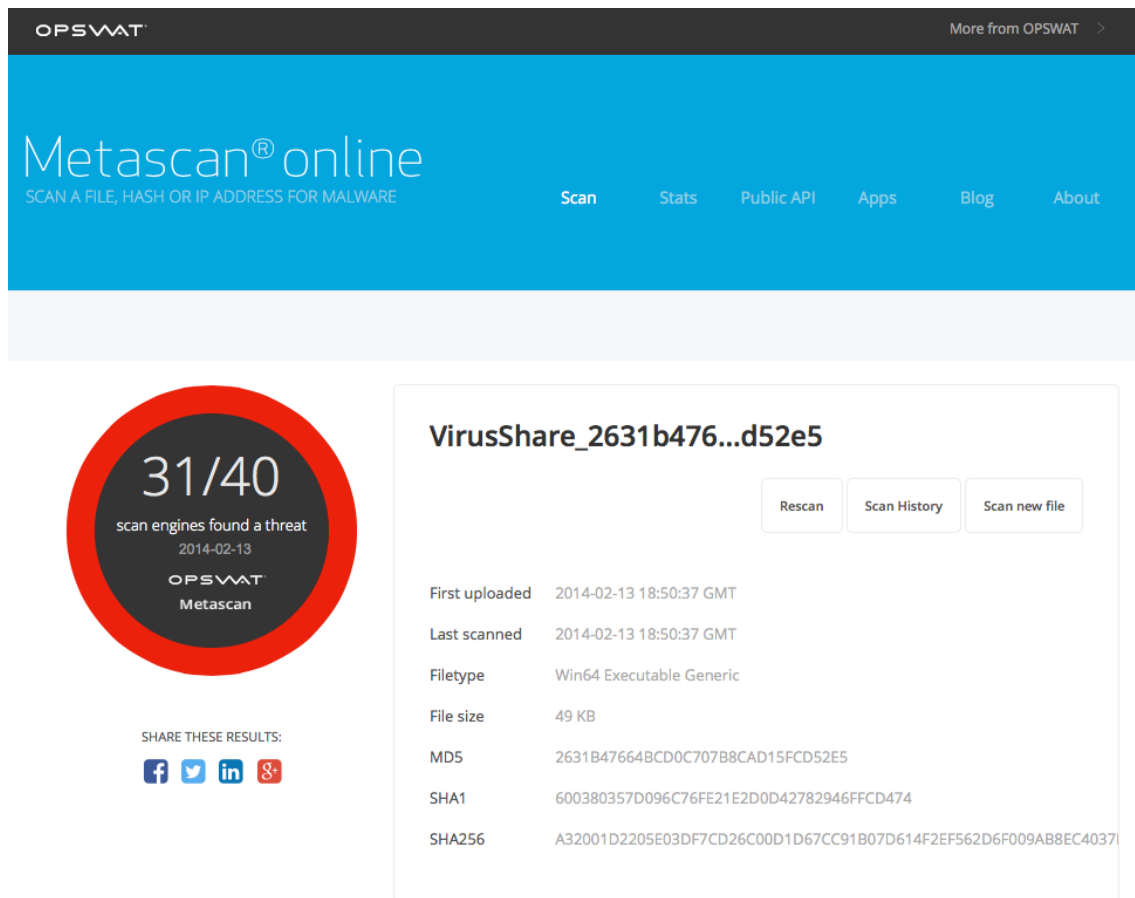 OPSWAT
More from OPSWAT >
Metascan® online
SCAN A FILE, HASH OR IP ADDRESS FOR MALWARE
Scan Stats Public API Apps Blog About
31/40
scan engines found a threat
2014-02-13
OPSWAT
Metascan
SHARE THESE RESULTS:
f in 8+
VirusShare_2631b476...d52e5
Rescan Scan History Scan new file
First uploaded 2014-02-13 18:50:37 GMT
Last scanned 2014-02-13 18:50:37 GMT
Filetype Win64 Executable Generic
File size 49 KB
MD5 2631B47664BCD0C707B8CAD15FCD52E5
SHA1 600380357D096C76FE21E2D0D42782946FFCD474
SHA256 A32001D2205E03DF7CD26C00D1D67CC91B07D614F2EF562D6F009AB8EC4037